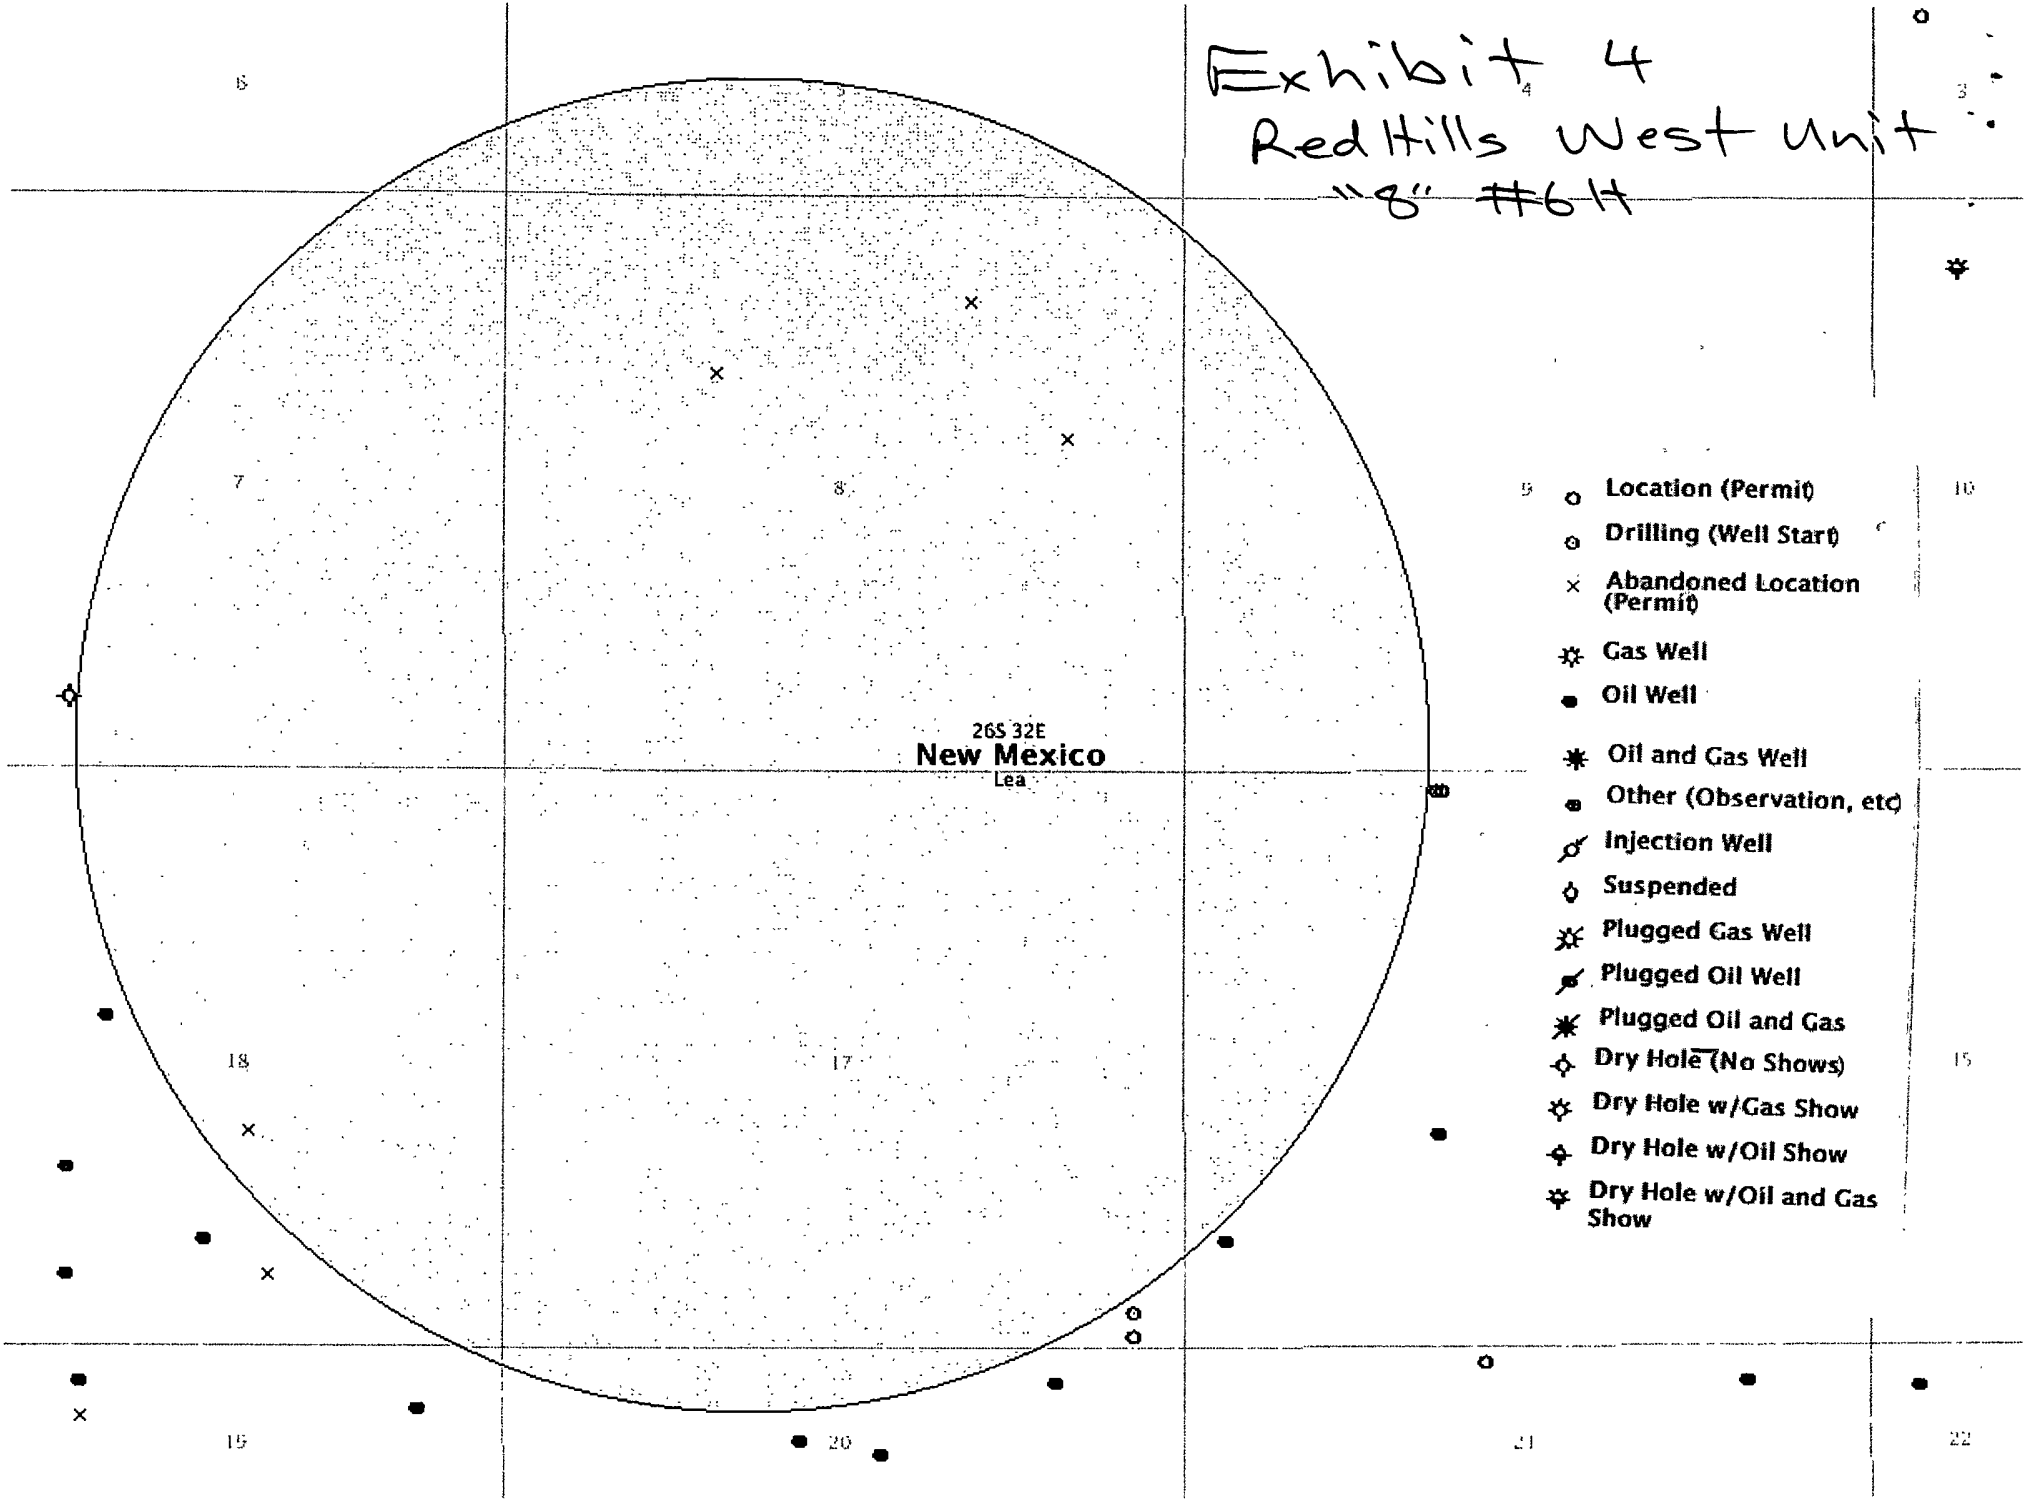 Exhibit 4
Red Hills West Unit
"8" #6H
6
5
4
3
7
8
9
10
Location (Permit)
Drilling (Well Start)
Abandoned Location
(Permit)
Gas Well
Oil Well
26S 32E
New Mexico
Lea
Oil and Gas Well
Other (Observation, etc)
Injection Well
Suspended
Plugged Gas Well
Plugged Oil Well
Plugged Oil and Gas
18
17
Dry Hole (No Shows)
15
Dry Hole w/Gas Show
Dry Hole w/Oil Show
Dry Hole w/Oil and Gas
Show
19
20
21
22